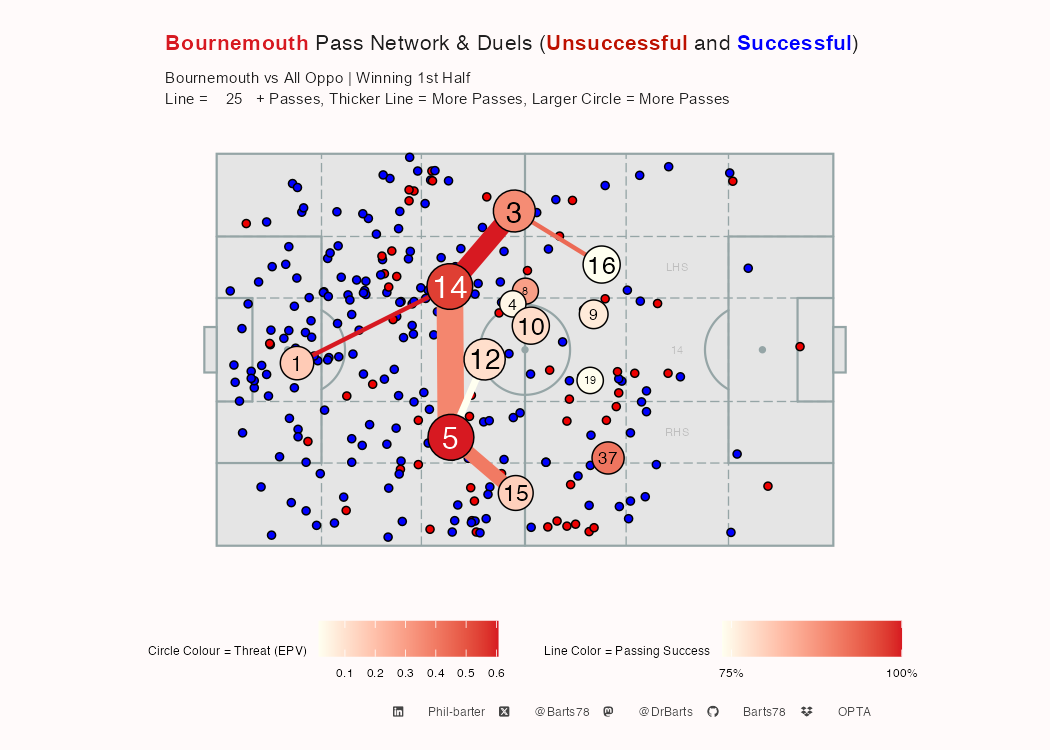 Bournemouth Pass Network & Duels (Unsuccessful and Successful)
Bournemouth vs All Oppo | Winning 1st Half
Line = 25 + Passes, Thicker Line = More Passes, Larger Circle = More Passes
3
16
LHS
14
8
4
9
10
14
12
1
19
RHS
5
37
15
Circle Colour = Threat (EPV)
0.1 0.2 0.3 0.4 0.5 0.6
Line Color = Passing Success
75% 100%
Phil-barter @Barts78 @DrBarts Barts78 OPTA